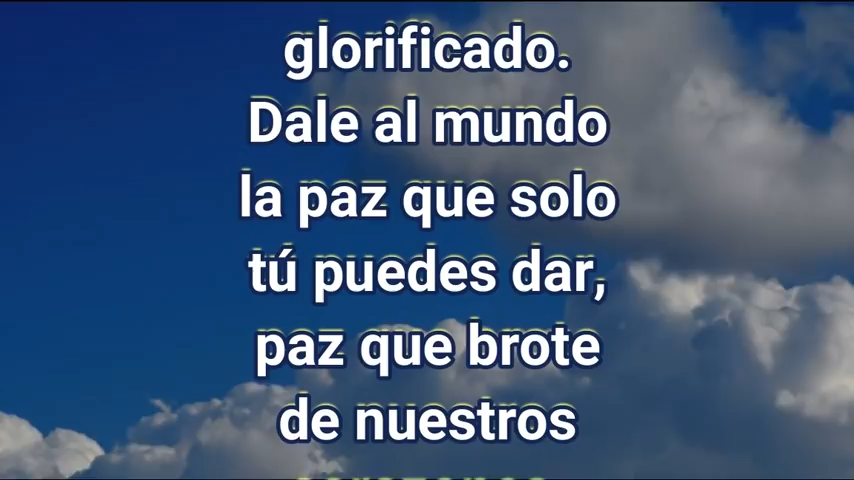 glorificado.
Dale al mundo
la paz que solo
tú puedes dar,
paz que brote
de nuestros